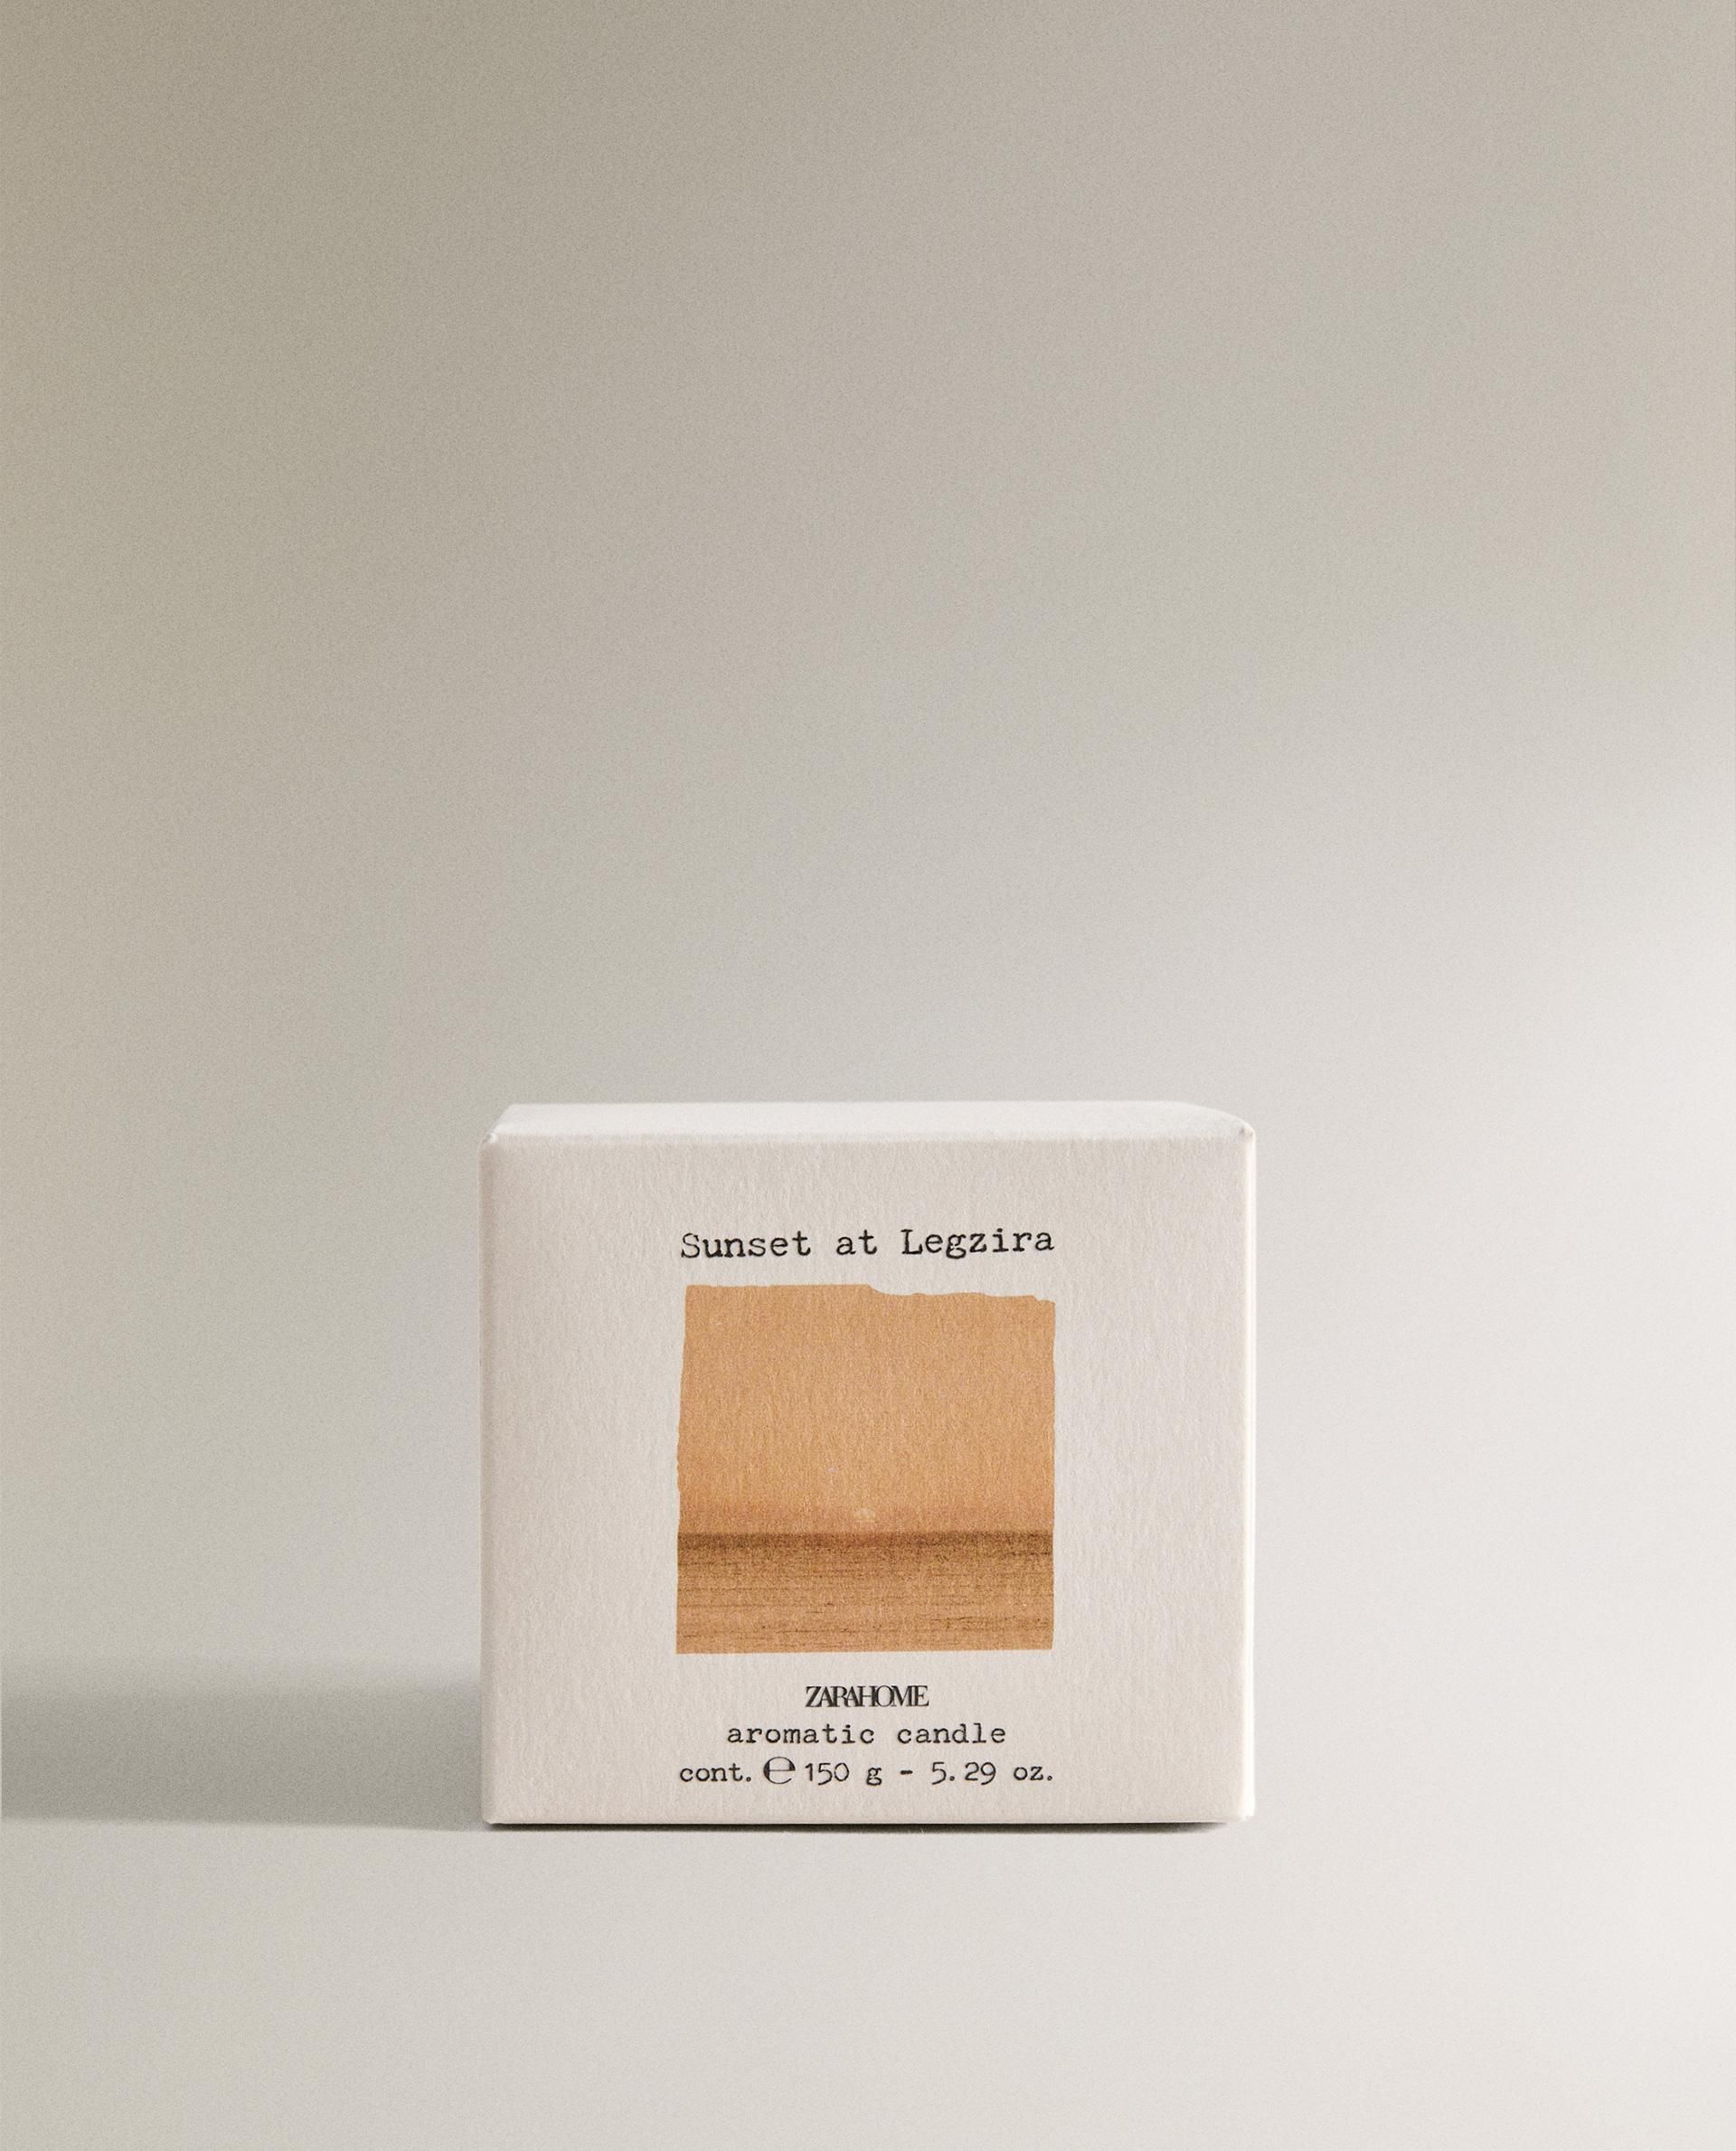 Sunset at Legzira
ZARAHOME
aromatic candle
cont. ℮ 150 g - 5.29 oz.